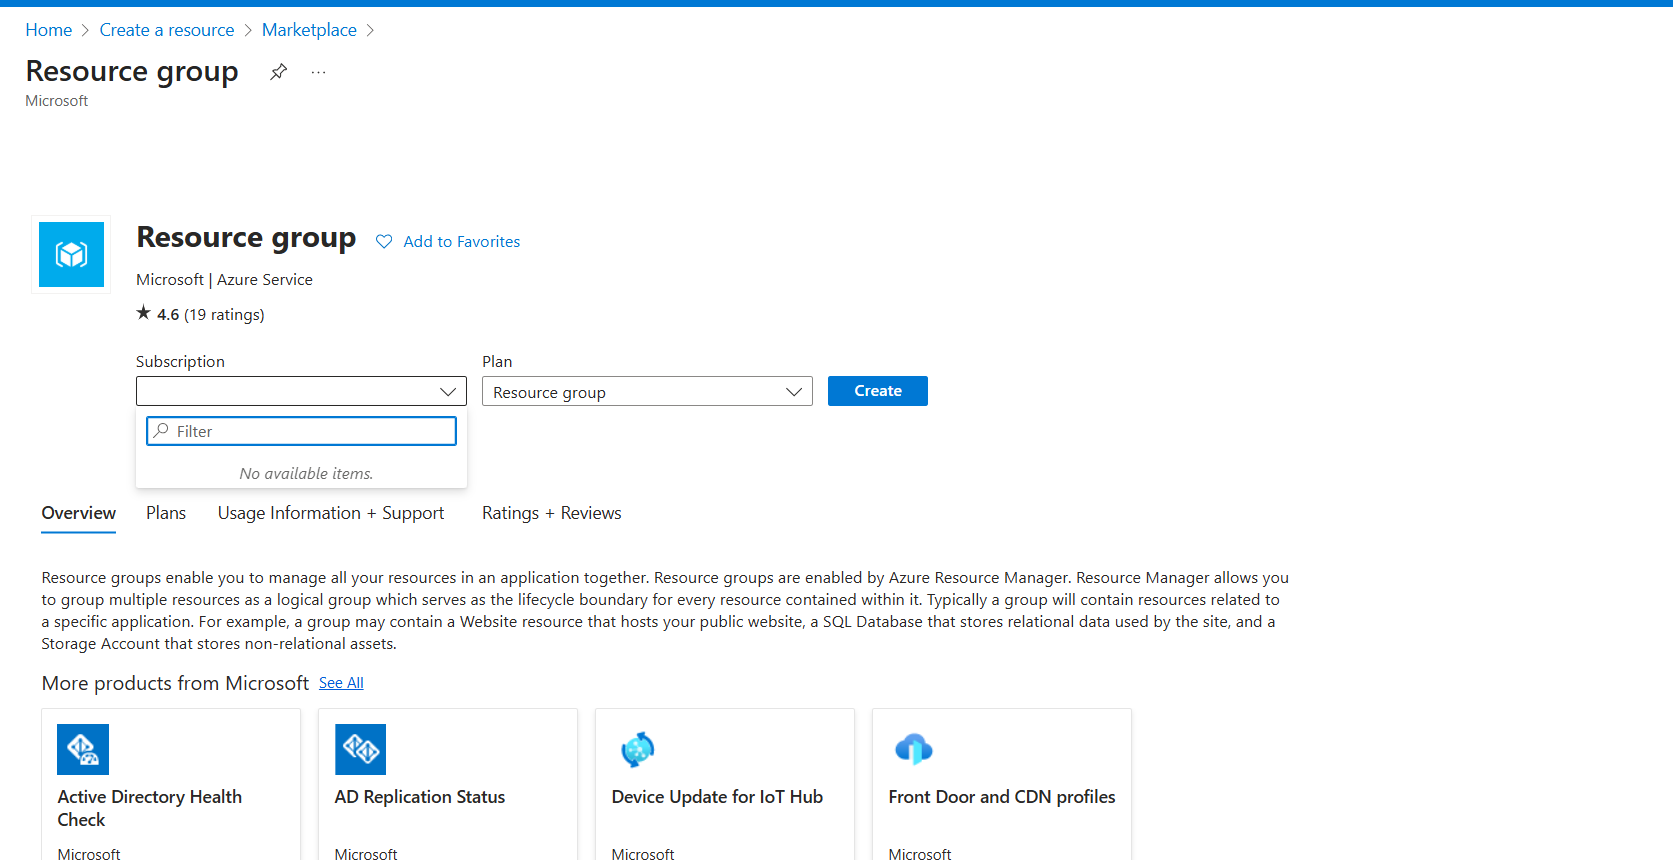 Home > Create a resource > Marketplace >
Resource group ...
Microsoft
Resource group Add to Favorites
Microsoft | Azure Service
★ 4.6 (19 ratings)
Subscription Plan
Resource group Create
Filter
No available items.
Overview Plans Usage Information + Support Ratings + Reviews
Resource groups enable you to manage all your resources in an application together. Resource groups are enabled by Azure Resource Manager. Resource Manager allows you
to group multiple resources as a logical group which serves as the lifecycle boundary for every resource contained within it. Typically a group will contain resources related to
a specific application. For example, a group may contain a Website resource that hosts your public website, a SQL Database that stores relational data used by the site, and a
Storage Account that stores non-relational assets.
More products from Microsoft See All
Active Directory Health
Check
Microsoft
AD Replication Status
Microsoft
Device Update for IoT Hub
Microsoft
Front Door and CDN profiles
Microsoft